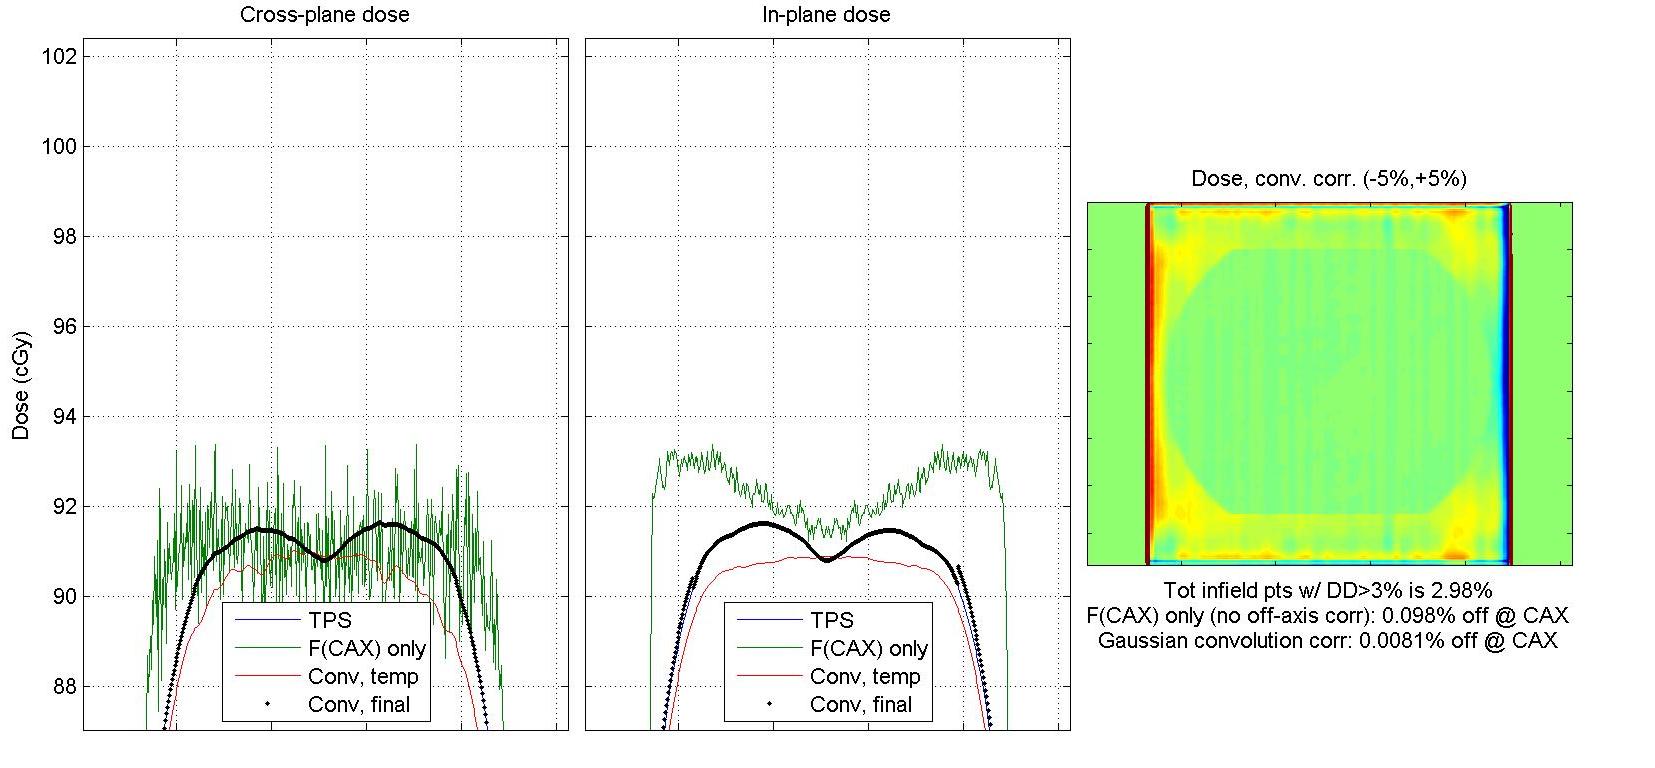 Cross-plane dose
In-plane dose
102
100
98
96
94
92
90
88
Dose (cGy)
TPS
F(CAX) only
Conv, temp
Conv, final
TPS
F(CAX) only
Conv, temp
Conv, final
Dose, conv. corr. (-5%,+5%)
Tot infield pts w/ DD>3% is 2.98%
F(CAX) only (no off-axis corr): 0.098% off @ CAX
Gaussian convolution corr: 0.0081% off @ CAX